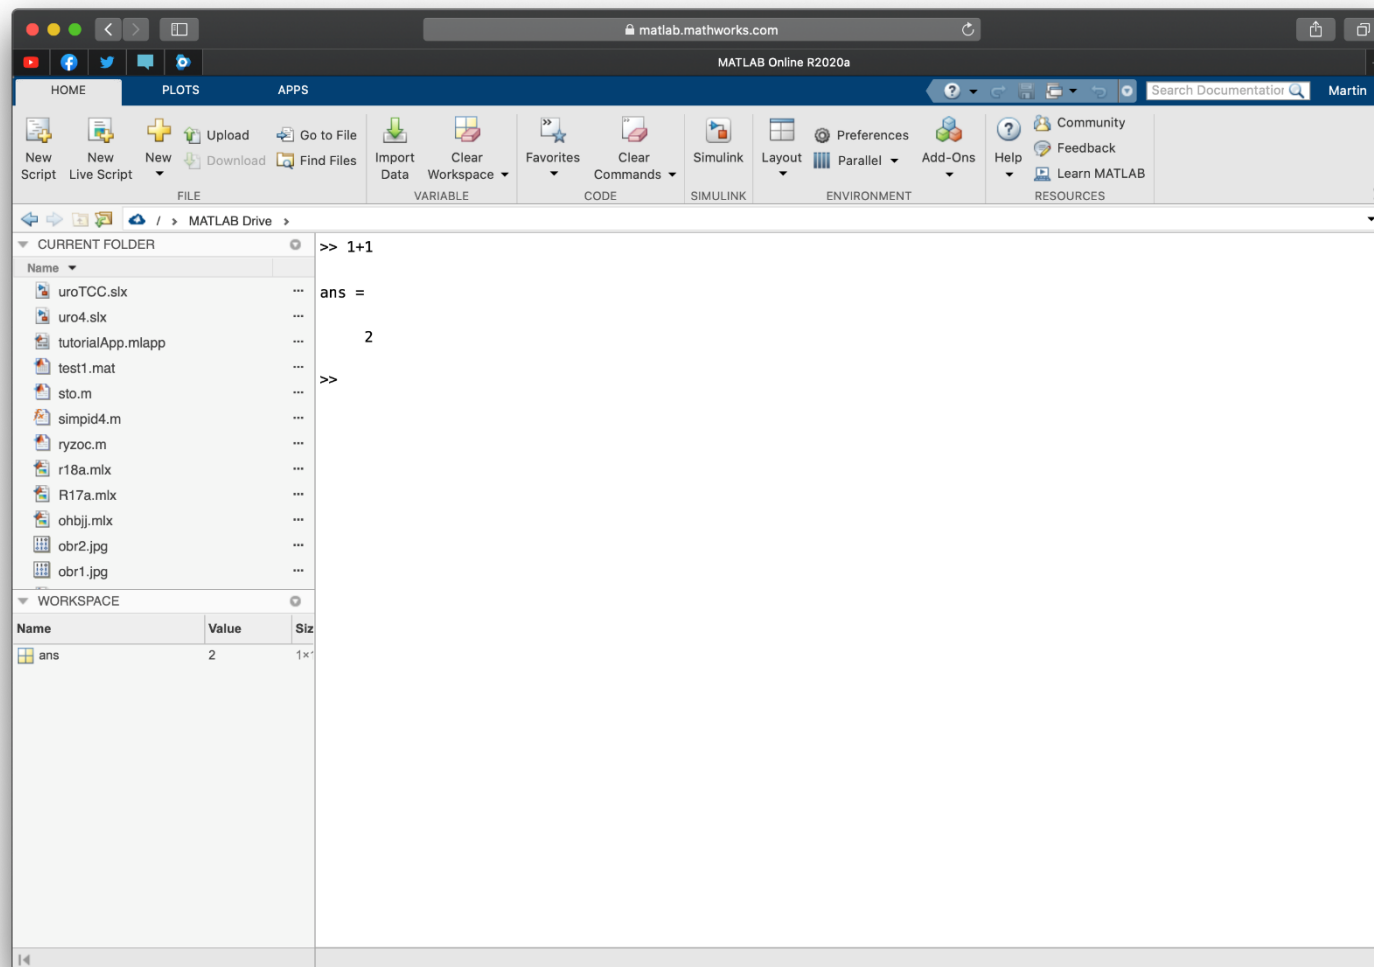 matlab.mathworks.com
MATLAB Online R2020a
HOME PLOTS APPS
Search Documentation Martin
New Script
New Live Script
New
Upload
Download
Go to File
Find Files
Import Data
Clear Workspace
Favorites
Clear Commands
Simulink
Layout
Preferences
Parallel
Add-Ons
Help
Community
Feedback
Learn MATLAB
FILE VARIABLE CODE SIMULINK ENVIRONMENT RESOURCES
/ > MATLAB Drive >
CURRENT FOLDER
Name
uroTCC.slx
uro4.slx
tutorialApp.mlapp
test1.mat
sto.m
simpid4.m
ryzoc.m
r18a.mlx
R17a.mlx
ohbjj.mlx
obr2.jpg
obr1.jpg
WORKSPACE
Name Value Siz
ans 2 1×1
>> 1+1
ans =
2
>>